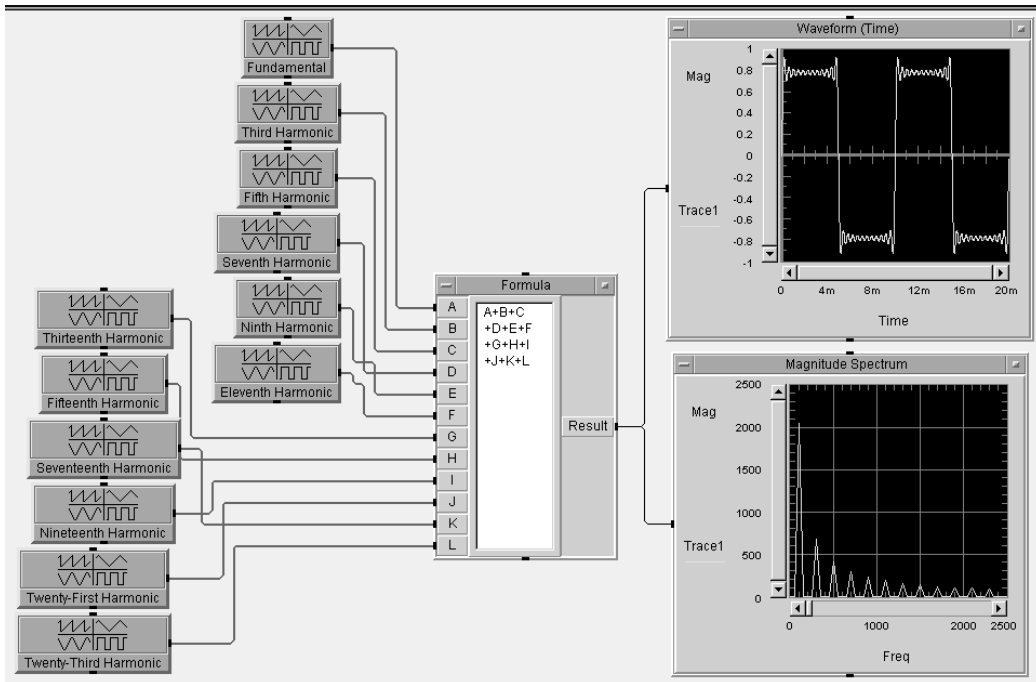 Fundamental
Third Harmonic
Fifth Harmonic
Seventh Harmonic
Ninth Harmonic
Eleventh Harmonic
Thirteenth Harmonic
Fifteenth Harmonic
Seventeenth Harmonic
Nineteenth Harmonic
Twenty-First Harmonic
Twenty-Third Harmonic
Formula
A
B
C
D
E
F
G
H
I
J
K
L
A+B+C
+D+E+F
+G+H+I
+J+K+L
Result
Waveform (Time)
Mag
Trace1
1
0.8
0.6
0.4
0.2
0
-0.2
-0.4
-0.6
-0.8
-1
0 4m 8m 12m 16m 20m
Time
Magnitude Spectrum
Mag
Trace1
2500
2000
1500
1000
500
0
0 1000 2000 2500
Freq